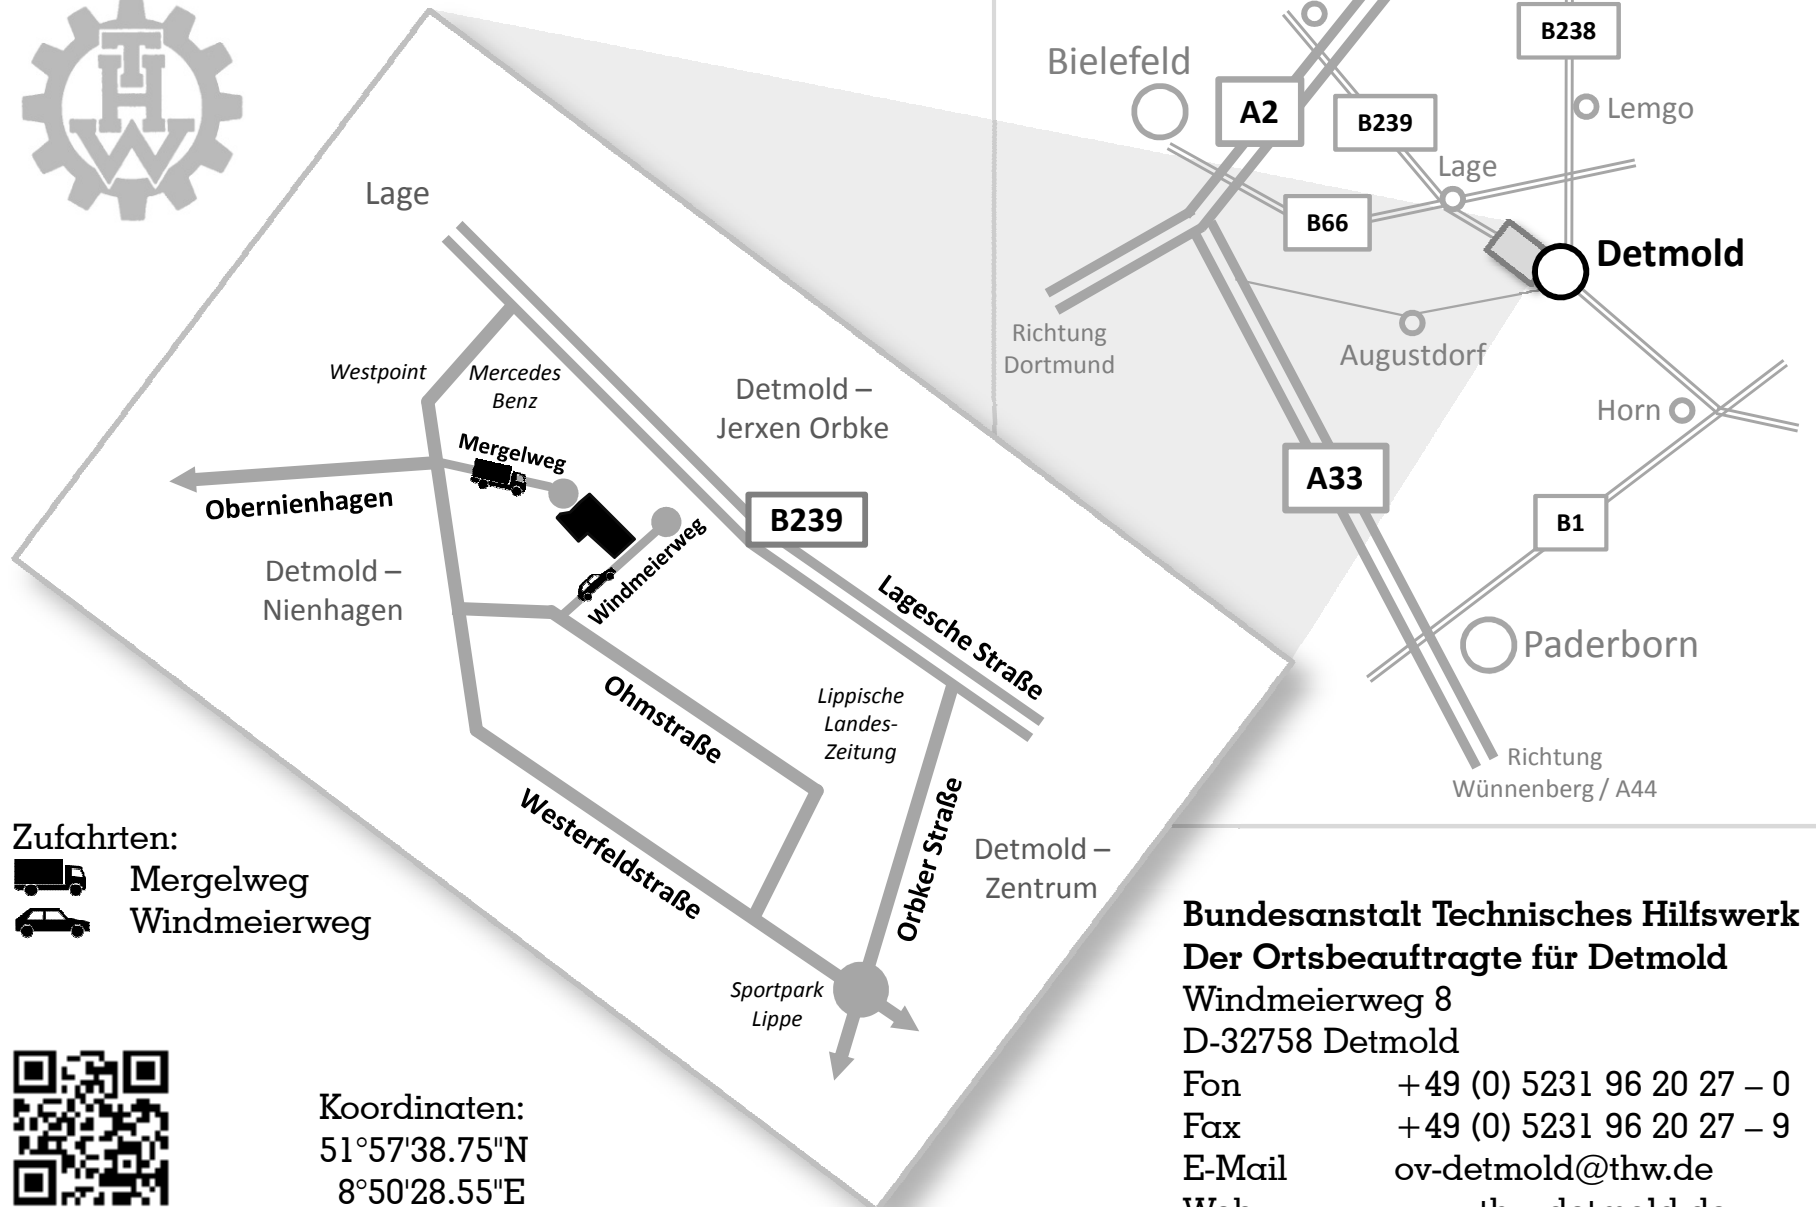 THW
Lage
Westpoint
Mercedes
Benz
Mergelweg
Obernienhagen
Detmold –
Nienhagen
Windmeierweg
Detmold –
Jerxen Orbke
B239
Lagesche Straße
Ohmstraße
Lippische
Landes-
Zeitung
Westerfeldstraße
Orbker Straße
Detmold –
Zentrum
Sportpark
Lippe
Bielefeld
A2
B239
B238
Lemgo
Lage
B66
Detmold
Richtung
Dortmund
Augustdorf
Horn
A33
B1
Paderborn
Richtung
Wünnenberg / A44
Zufahrten:
Mergelweg
Windmeierweg
Koordinaten:
51°57'38.75"N
8°50'28.55"E
Bundesanstalt Technisches Hilfswerk
Der Ortsbeauftragte für Detmold
Windmeierweg 8
D-32758 Detmold
Fon +49 (0) 5231 96 20 27 – 0
Fax +49 (0) 5231 96 20 27 – 9
E-Mail ov-detmold@thw.de